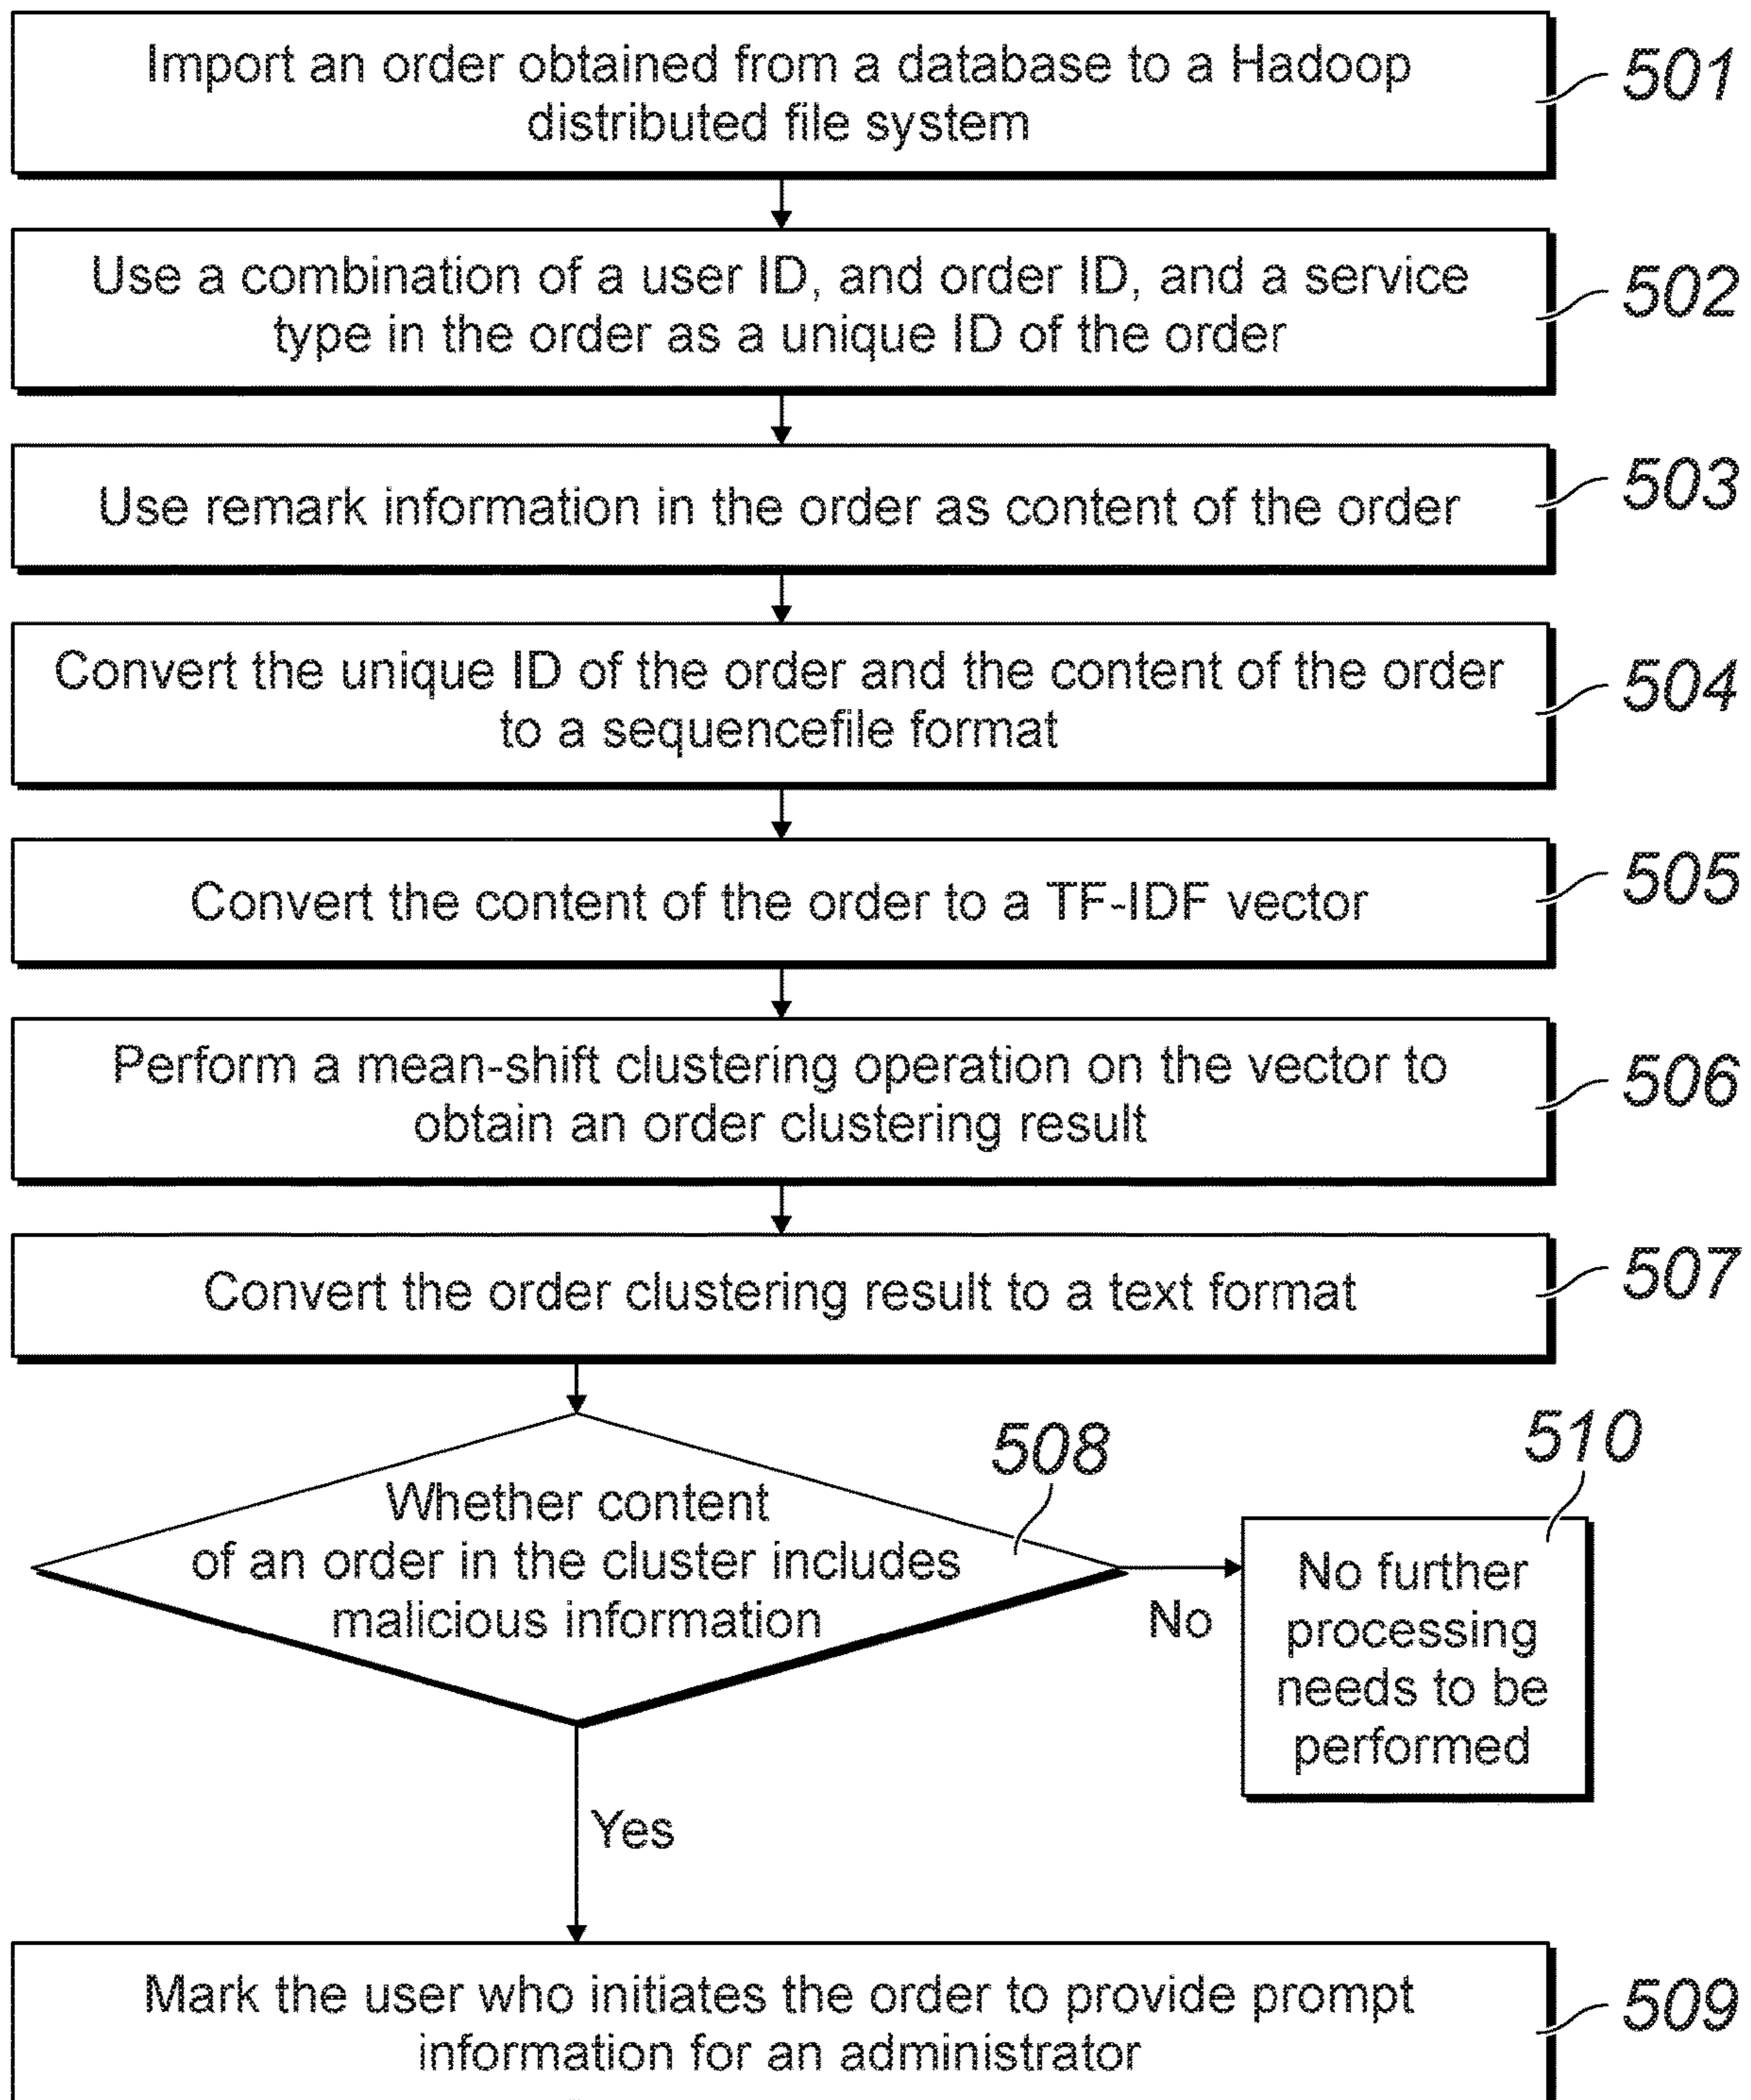 Import an order obtained from a database to a Hadoop
distributed file system
501
Use a combination of a user ID, and order ID, and a service
type in the order as a unique ID of the order
502
Use remark information in the order as content of the order
503
Convert the unique ID of the order and the content of the order
to a sequencefile format
504
Convert the content of the order to a TF-IDF vector
505
Perform a mean-shift clustering operation on the vector to
obtain an order clustering result
506
Convert the order clustering result to a text format
507
Whether content
of an order in the cluster includes
malicious information
508
No
510
No further
processing
needs to be
performed
Yes
Mark the user who initiates the order to provide prompt
information for an administrator
509